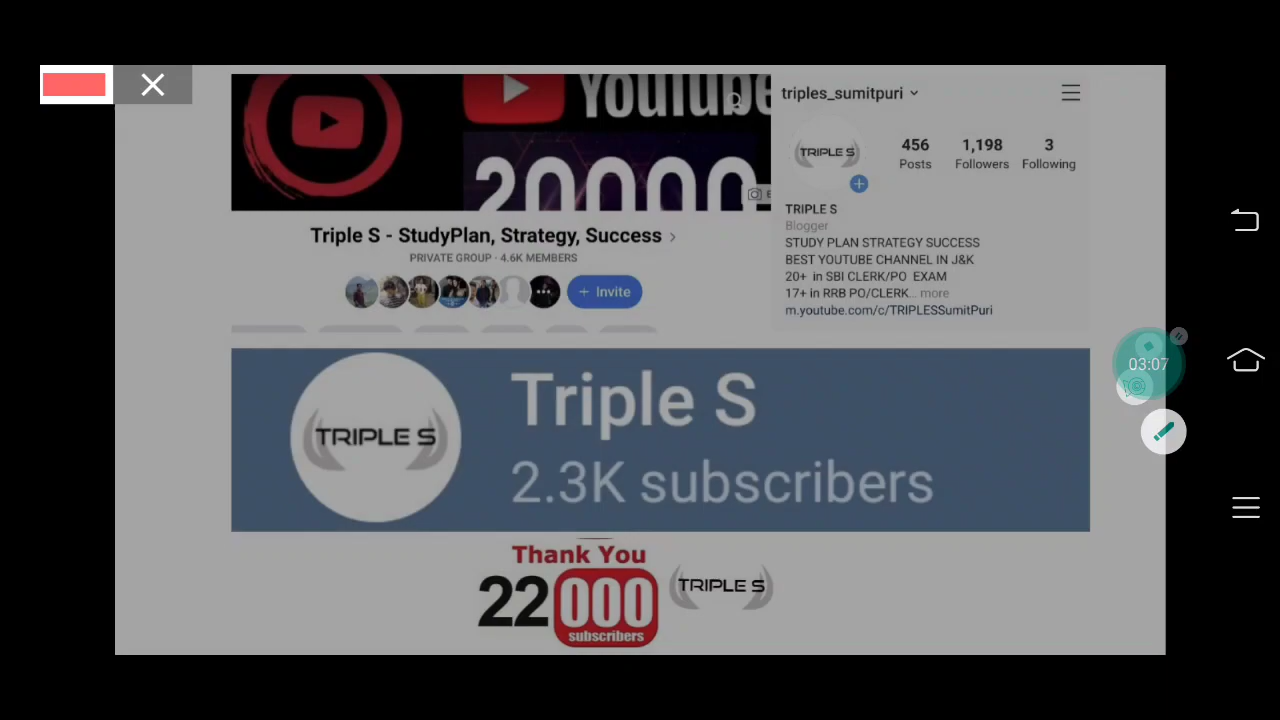 YouTube
20000
Triple S - StudyPlan, Strategy, Success
PRIVATE GROUP · 4.6K MEMBERS
+ Invite
triples_sumitpuri
TRIPLE S
456 1,198 3
Posts Followers Following
TRIPLE S
Blogger
STUDY PLAN STRATEGY SUCCESS
BEST YOUTUBE CHANNEL IN J&K
20+ in SBI CLERK/PO EXAM
17+ in RRB PO/CLERK... more
m.youtube.com/c/TRIPLESSumitPuri
03:07
TRIPLE S
Triple S
2.3K subscribers
Thank You
22000
subscribers
TRIPLE S